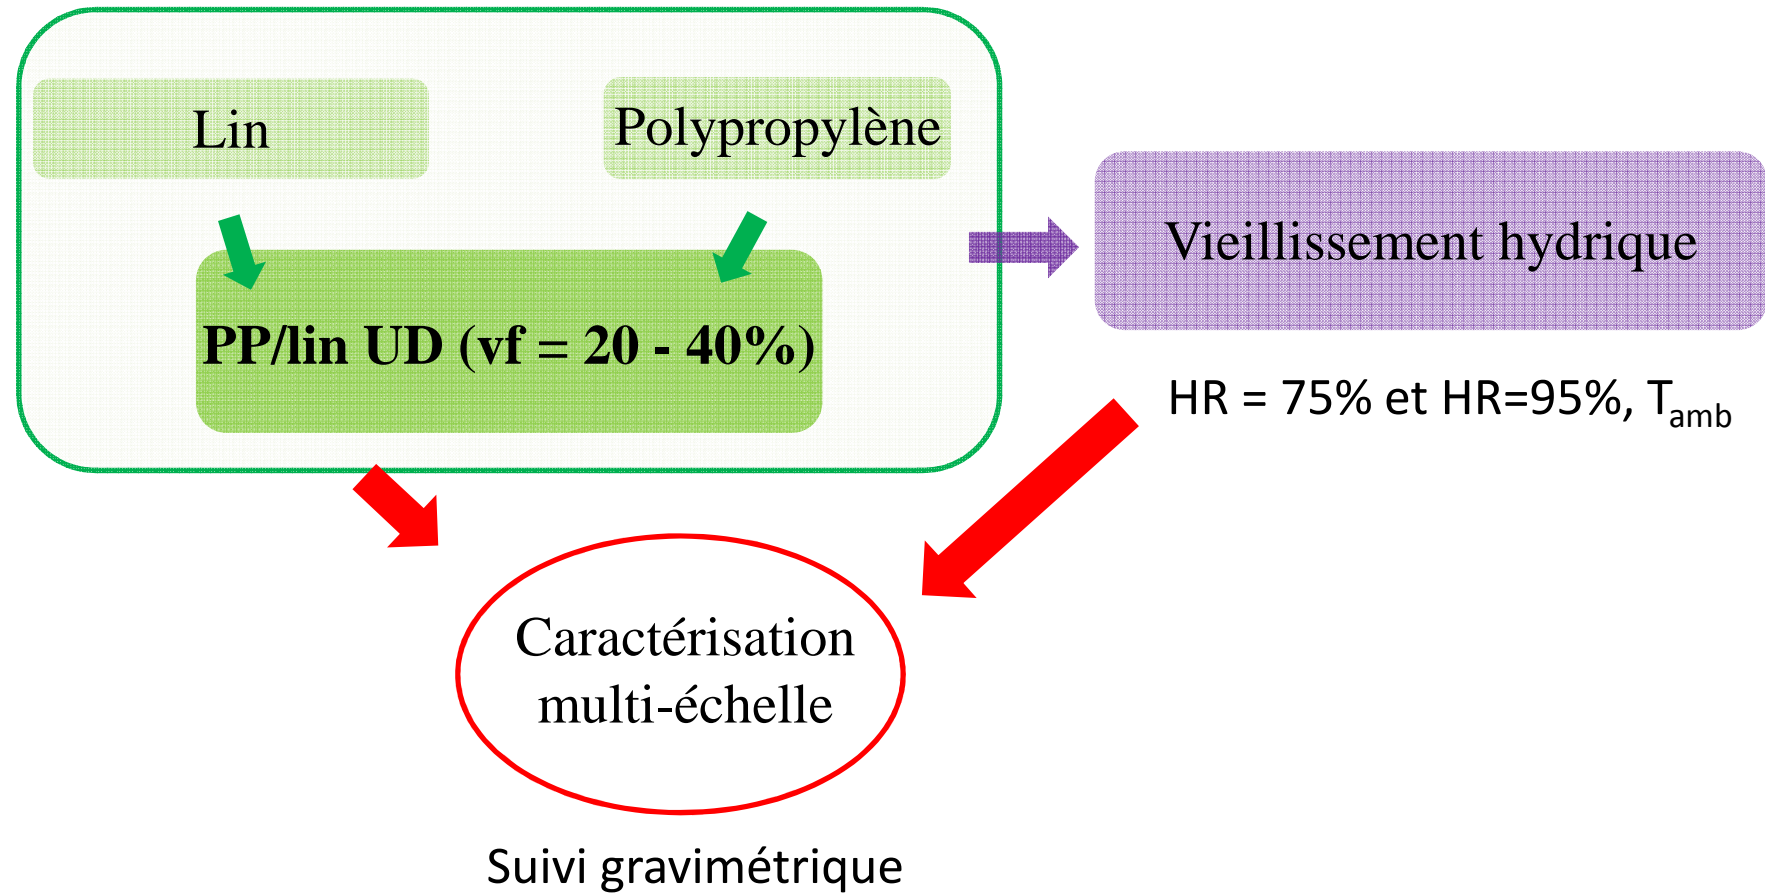 Lin
Polypropylène
PP/lin UD (vf = 20 - 40%)
Vieillissement hydrique
HR = 75% et HR=95%, Tamb
Caractérisation
multi-échelle
Suivi gravimétrique